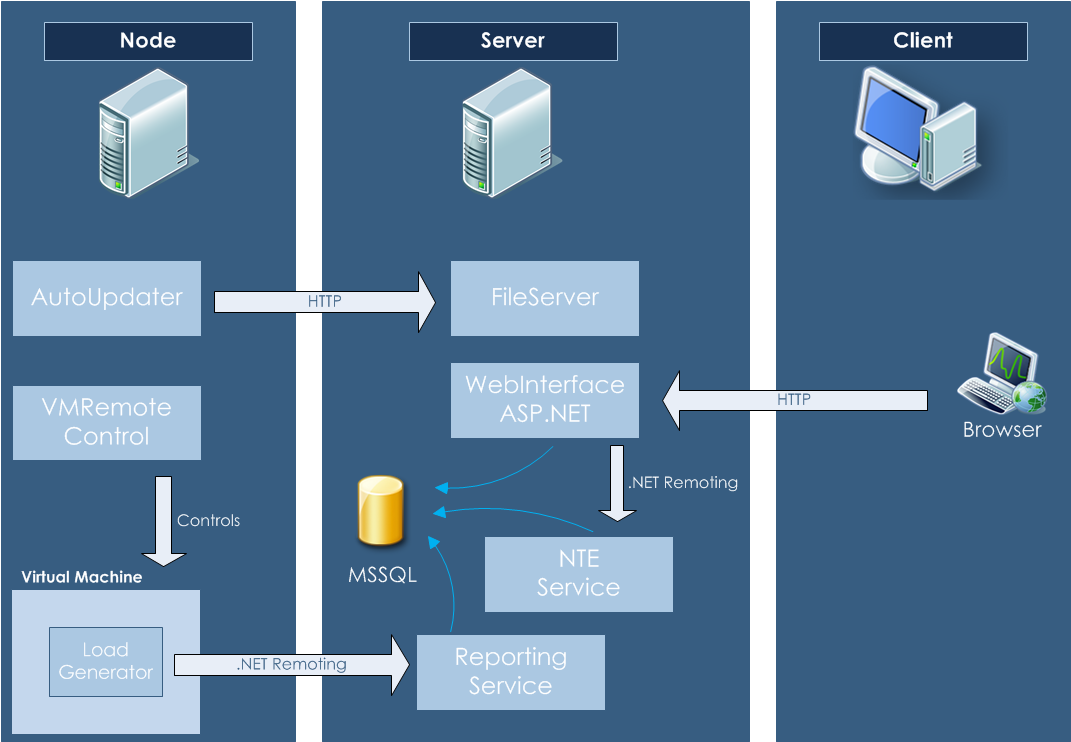 Node
Server
Client
AutoUpdater
HTTP
FileServer
WebInterface
ASP.NET
HTTP
Browser
VMRemote
Control
Controls
.NET Remoting
MSSQL
NTE
Service
Virtual Machine
Load
Generator
.NET Remoting
Reporting
Service